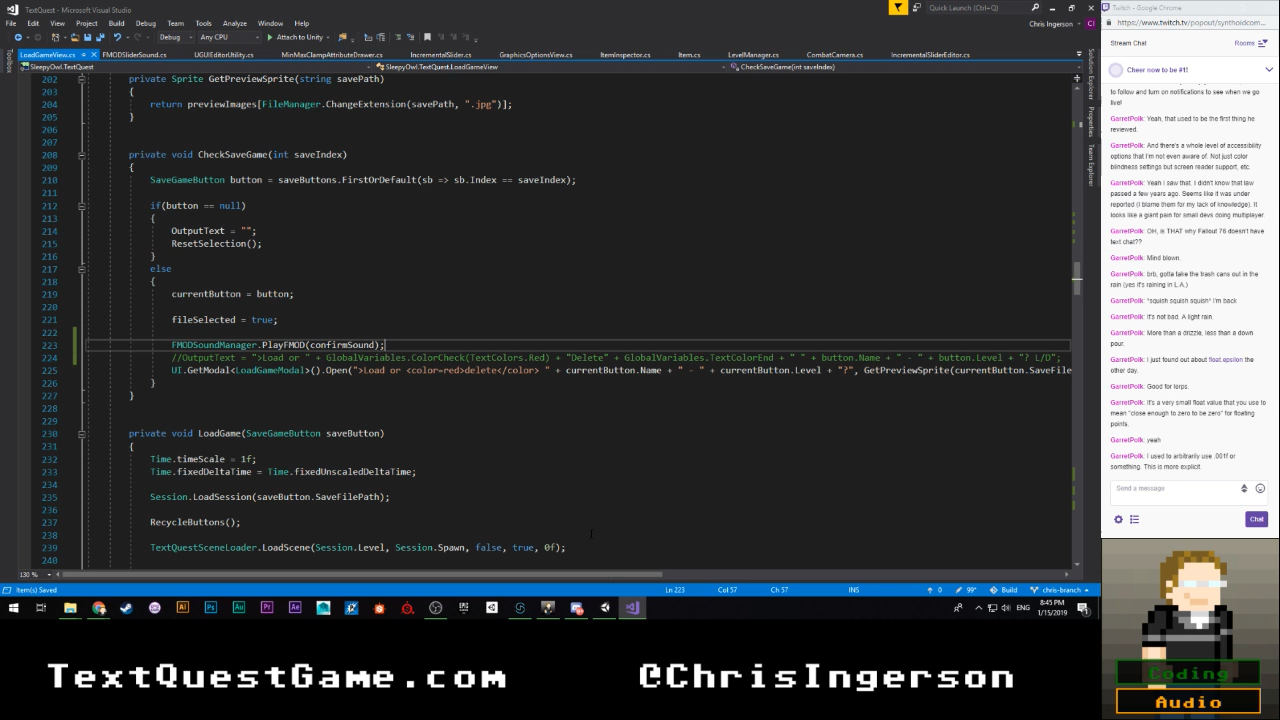 TextQuest - Microsoft Visual Studio
Quick Launch (Ctrl+Q)
File Edit View Project Build Debug Team Tools Analyze Window Help
Chris Ingerson
Debug Any CPU Attach to Unity
LoadGameView.cs FMODSliderSound.cs UGUIEditorUtility.cs MinMaxClampAttributeDrawer.cs IncrementalSlider.cs GraphicsOptionsView.cs ItemInspector.cs Item.cs LevelManager.cs CombatCamera.cs IncrementalSliderEditor.cs
SleepyOwl.TestQuest SleepyOwl.TestQuest.LoadGameView CheckSaveGame(int saveIndex)
Toolbox
Solution Explorer
Properties
Team Explorer
202 private Sprite GetPreviewSprite(string savePath)
203 {
204 return previewImages[FileManager.ChangeExtension(savePath, ".jpg")];
205 }
206
207
208 private void CheckSaveGame(int saveIndex)
209 {
210 SaveGameButton button = saveButtons.FirstOrDefault(sb => sb.Index == saveIndex);
211
212 if(button == null)
213 {
214 OutputText = "";
215 ResetSelection();
216 }
217 else
218 {
219 currentButton = button;
220
221 fileSelected = true;
222
223 FMODSoundManager.PlayFMOD(confirmSound);
224 //OutputText = ">Load or " + GlobalVariables.ColorCheck(TextColors.Red) + "Delete" + GlobalVariables.TextColorEnd + " " + button.Name + " - " + button.Level + "? L/D";
225 UI.GetModal<LoadGameModal>().Open(">Load or <color=red>delete</color> " + currentButton.Name + " - " + currentButton.Level + "?", GetPreviewSprite(currentButton.SaveFile
226 }
227 }
228
229
230 private void LoadGame(SaveGameButton saveButton)
231 {
232 Time.timeScale = 1f;
233 Time.fixedDeltaTime = Time.fixedUnscaledDeltaTime;
234
235 Session.LoadSession(saveButton.SaveFilePath);
236
237 RecycleButtons();
238
239 TextQuestSceneLoader.LoadScene(Session.Level, Session.Spawn, false, true, 0f);
240
130 %
Item(s) Saved Ln 223 Col 57 Ch 57 INS 0 99+ Build chris-branch
ENG
8:45 PM
1/15/2019
TextQuestGame.com @ChrisIngerson
Twitch - Google Chrome
https://www.twitch.tv/popout/synthoidcom...
Stream Chat Rooms
Cheer now to be #1!
to follow and turn on notifications to see when we go
live!
GarretPolk: Yeah, that used to be the first thing he
reviewed.
GarretPolk: And there's a whole level of accessibility
options that I'm not even aware of. Not just color
blindness settings but screen reader support, etc.
GarretPolk: Yeah I saw that. I didn't know that law
passed a few years ago. Seems like it was under
reported (I blame them for my lack of knowledge). It
looks like a giant pain for small devs doing multiplayer.
GarretPolk: OH, is THAT why Fallout 76 doesn't have
text chat??
GarretPolk: Mind blown.
GarretPolk: brb, gotta take the trash cans out in the
rain (yes it's raining in L.A.)
GarretPolk: *squish squish squish* I'm back
GarretPolk: It's not bad. A light rain.
GarretPolk: More than a drizzle, less than a down
pour.
GarretPolk: I just found out about float.epsilon the
other day.
GarretPolk: Good for lerps.
GarretPolk: It's a very small float value that you use to
mean "close enough to zero to be zero" for floating
points.
GarretPolk: yeah
GarretPolk: I used to arbitrarily use .001f or
something. This is more explicit.
Send a message
Chat
Coding
Audio